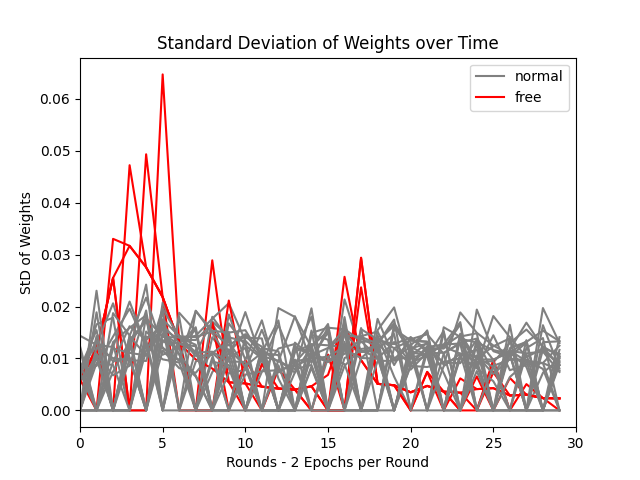 Standard Deviation of Weights over Time
normal
free
StD of Weights
0.06
0.05
0.04
0.03
0.02
0.01
0.00
0 5 10 15 20 25 30
Rounds - 2 Epochs per Round